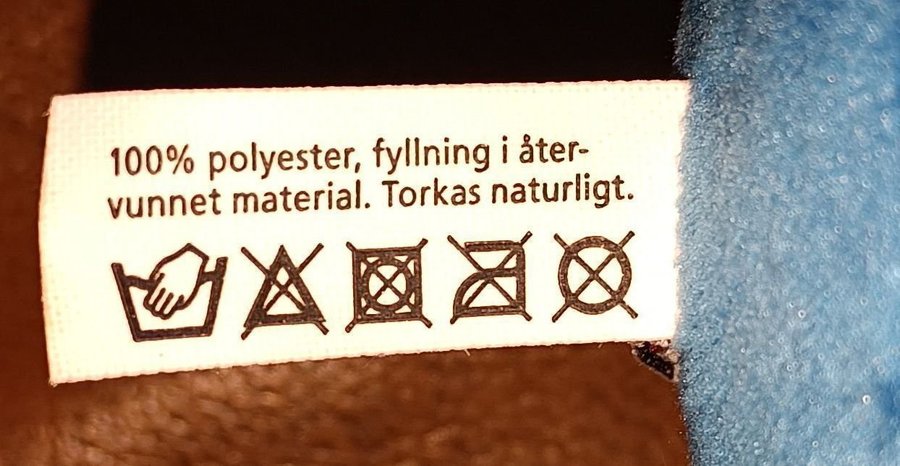 100% polyester, fyllning i åter-
vunnet material. Torkas naturligt.